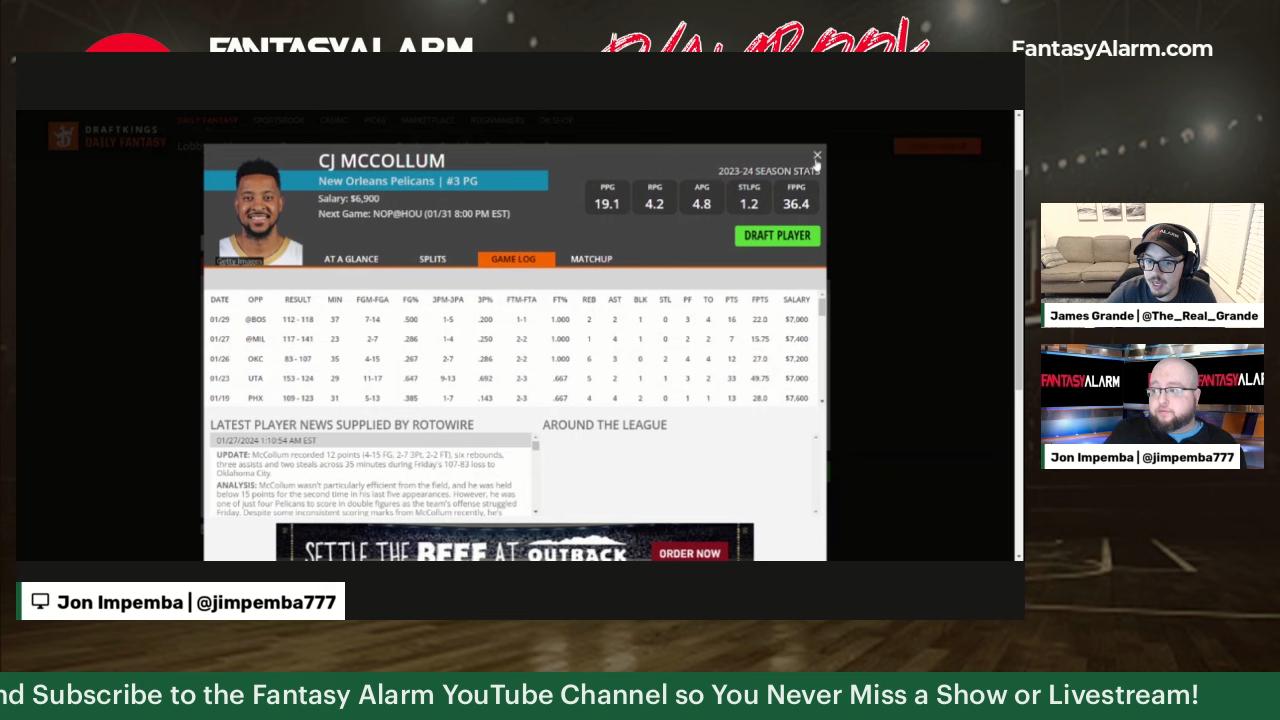 FANTASYALARM
PLAYBOOK
FantasyAlarm.com
DRAFTKINGS
DAILY FANTASY
DAILY FANTASY SPORTSBOOK CASINO PICKS MARKETPLACE
CJ MCCOLLUM
New Orleans Pelicans | #3 PG
Salary: $6,900
Next Game: NOP@HOU (01/31 8:00 PM EST)
2023-24 SEASON STATS
PPG RPG APG STLPG FPPG
19.1 4.2 4.8 1.2 36.4
DRAFT PLAYER
Getty Images
AT A GLANCE SPLITS GAME LOG MATCHUP
DATE OPP RESULT MIN FGM-FGA FG% 3PM-3PA 3P% FTM-FTA FT% REB AST BLK STL PF TO PTS FPTS SALARY
01/29 @BOS 112 - 118 37 7-14 .500 1-5 .200 1-1 1.000 2 2 1 0 3 4 16 22.0 $7,000
01/27 @MIL 117 - 141 23 2-7 .286 1-4 .250 2-2 1.000 1 4 1 0 2 2 7 15.75 $7,400
01/26 OKC 83 - 107 35 4-15 .267 2-7 .286 2-2 1.000 6 3 0 2 4 4 12 27.0 $7,200
01/23 UTA 153 - 124 29 11-17 .647 9-13 .692 2-3 .667 5 2 1 1 3 2 33 49.75 $7,000
01/19 PHX 109 - 123 31 5-13 .385 1-7 .143 2-3 .667 4 4 2 0 1 1 13 28.0 $7,600
LATEST PLAYER NEWS SUPPLIED BY ROTOWIRE
AROUND THE LEAGUE
01/27/2024 1:10:54 AM EST
UPDATE: McCollum recorded 12 points (4-15 FG, 2-7 3Pt, 2-2 FT), six rebounds,
three assists and two steals across 35 minutes during Friday's 107-83 loss to
Oklahoma City.
ANALYSIS: McCollum wasn't particularly efficient from the field, and he was held
below 15 points for the second time in his last five appearances. However, he was
one of just four Pelicans to score in double figures as the team's offense struggled
Friday. Despite some inconsistent scoring marks from McCollum recently, he's
SETTLE THE BEEF AT OUTBACK
ORDER NOW
ALARM
James Grande | @The_Real_Grande
FANTASYALARM
FANTASYALAR
Jon Impemba | @jimpemba777
Jon Impemba | @jimpemba777
nd Subscribe to the Fantasy Alarm YouTube Channel so You Never Miss a Show or Livestream!